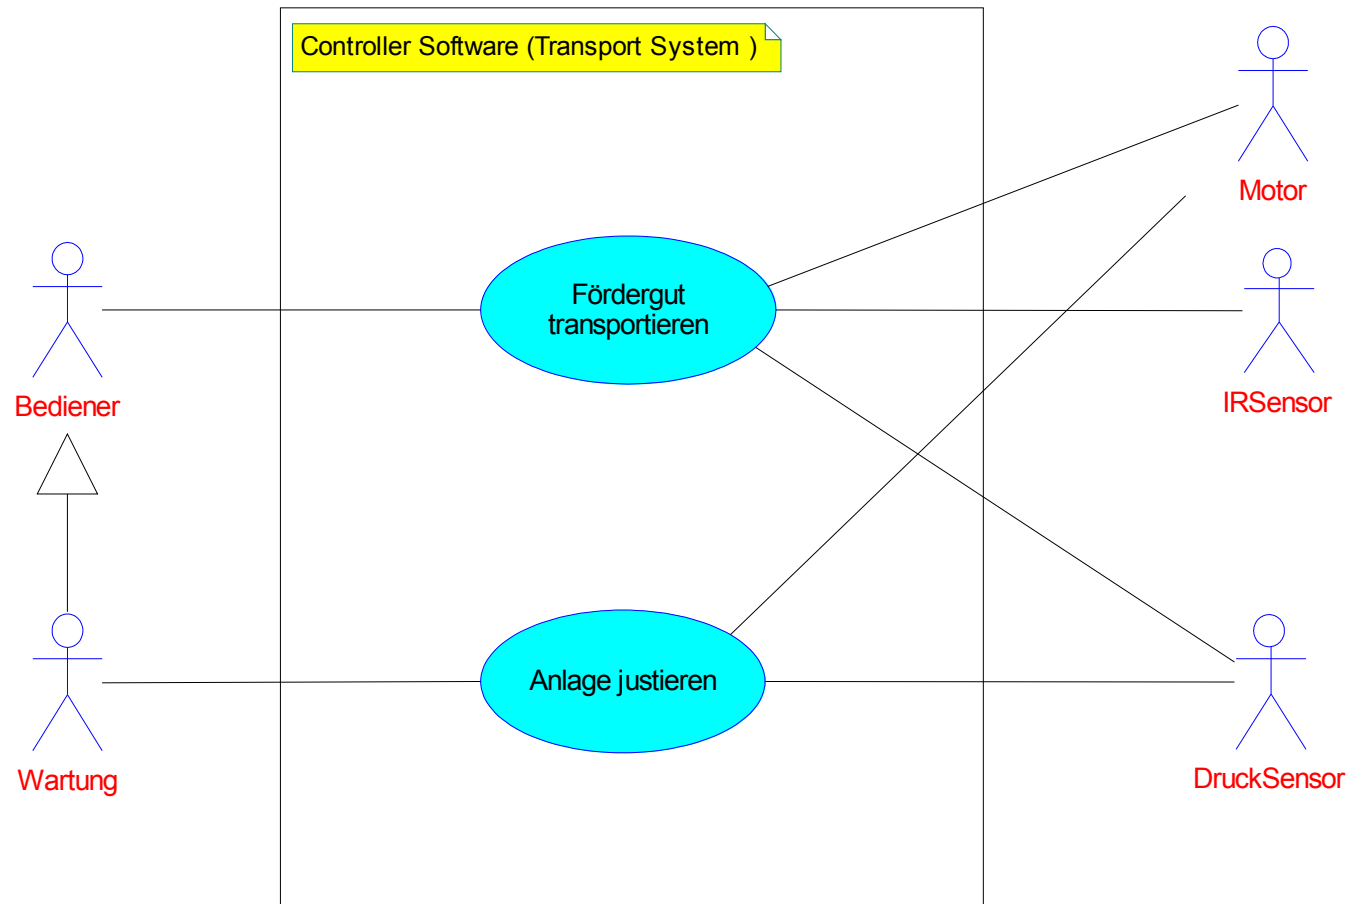 Controller Software (Transport System )
Motor
Fördergut
transportieren
Bediener
IRSensor
Anlage justieren
Wartung
DruckSensor